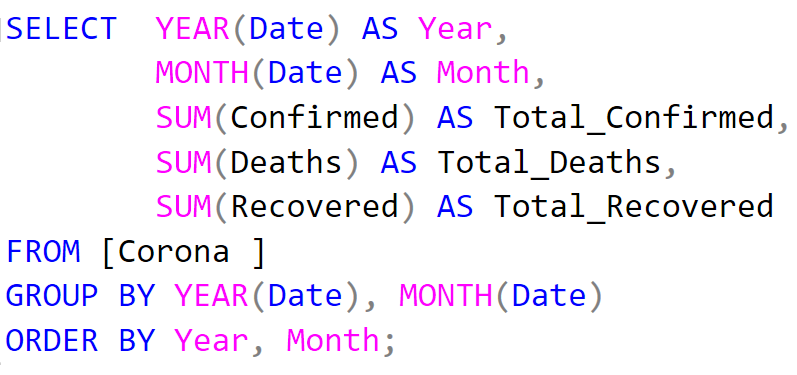 SELECT  YEAR(Date) AS Year,
        MONTH(Date) AS Month,
        SUM(Confirmed) AS Total_Confirmed,
        SUM(Deaths) AS Total_Deaths,
        SUM(Recovered) AS Total_Recovered
FROM [Corona ]
GROUP BY YEAR(Date), MONTH(Date)
ORDER BY Year, Month;